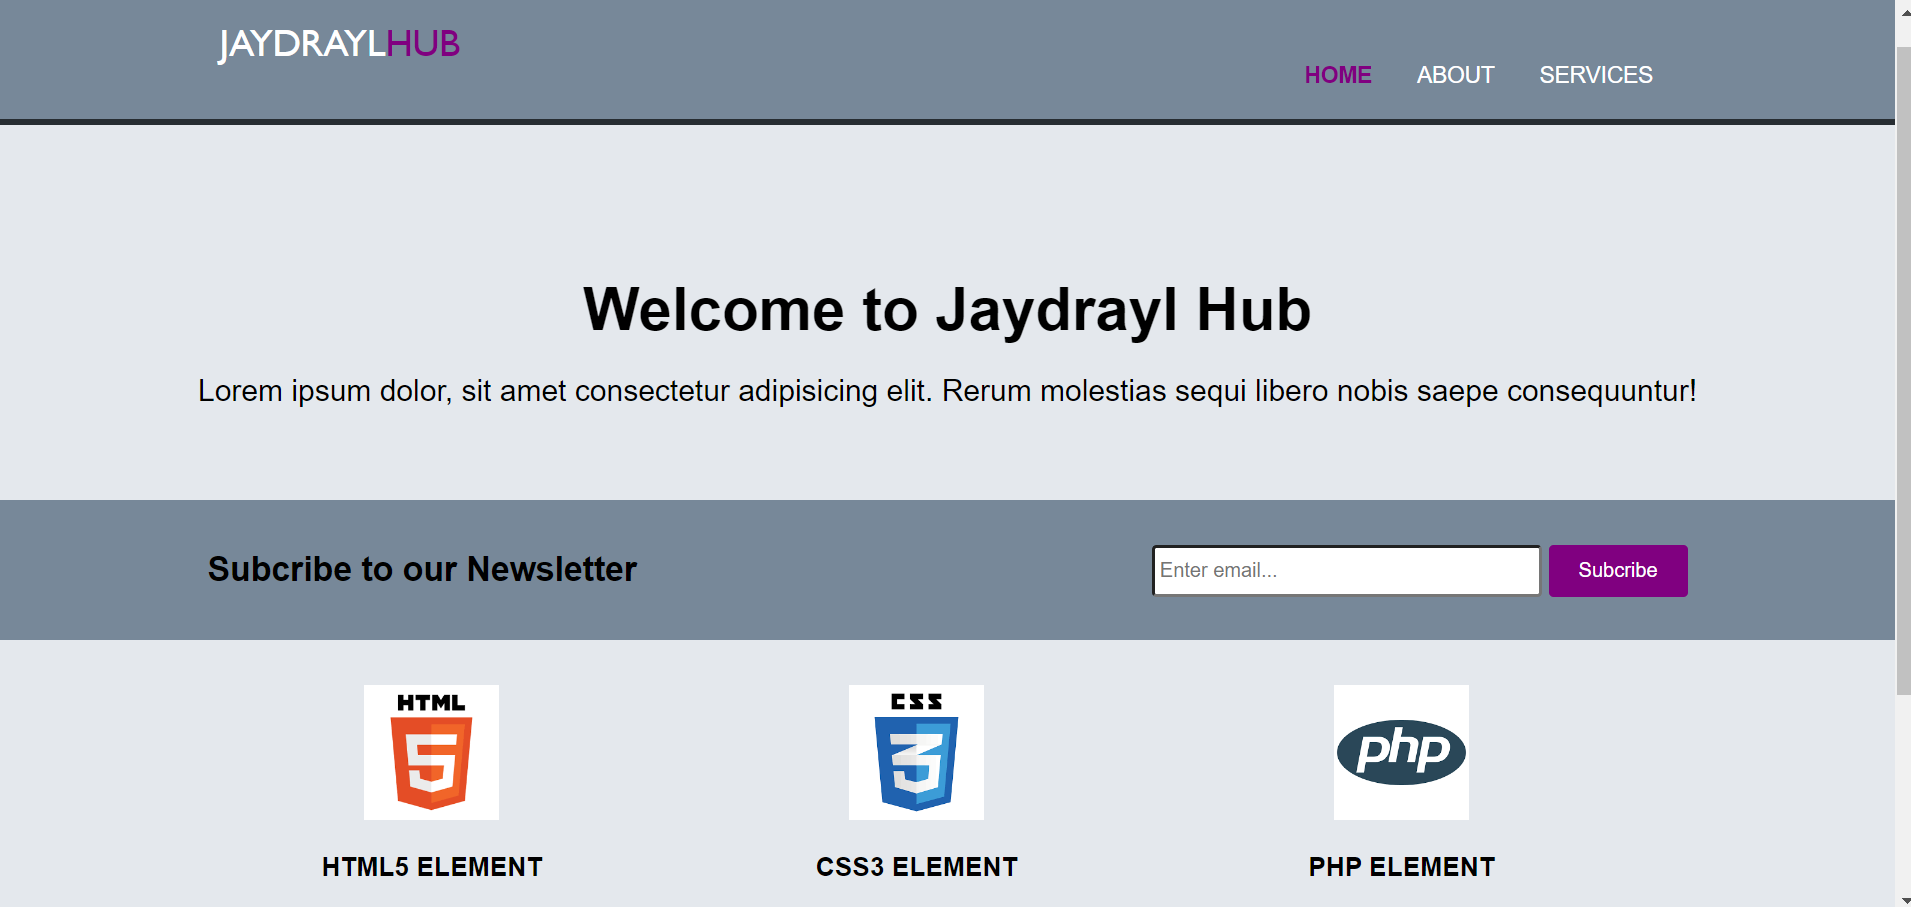 JAYDRAYLHUB
HOME ABOUT SERVICES
Welcome to Jaydrayl Hub
Lorem ipsum dolor, sit amet consectetur adipisicing elit. Rerum molestias sequi libero nobis saepe consequuntur!
Subcribe to our Newsletter
Enter email... Subcribe
HTML CSS
5 3 php
HTML5 ELEMENT CSS3 ELEMENT PHP ELEMENT